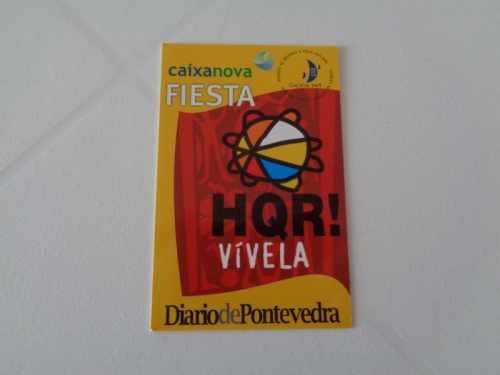 caixanova
FIESTA
HQR!
VÍVELA
DiariodePontevedra